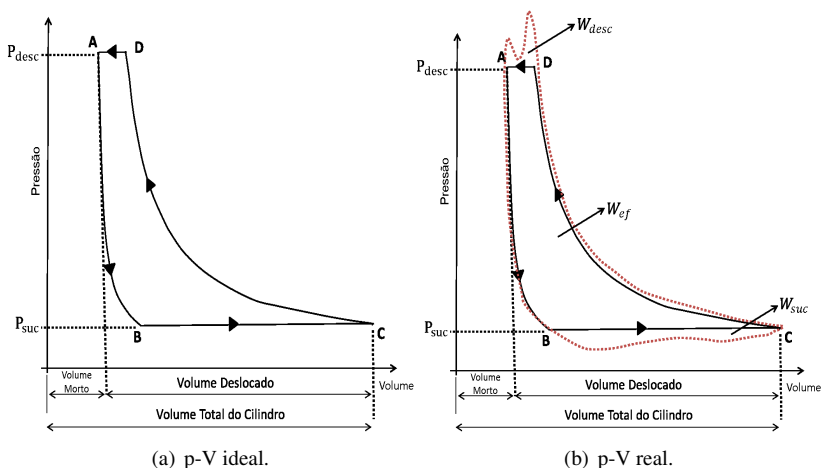 (a)
A
D
P_desc
Pressão
P_suc
B
C
Volume
Morto
Volume Deslocado
Volume
Volume Total do Cilindro
(a) p-V ideal.
(b)
W_desc
A
D
P_desc
Pressão
W_ef
W_suc
P_suc
B
C
Volume
Morto
Volume Deslocado
Volume
Volume Total do Cilindro
(b) p-V real.